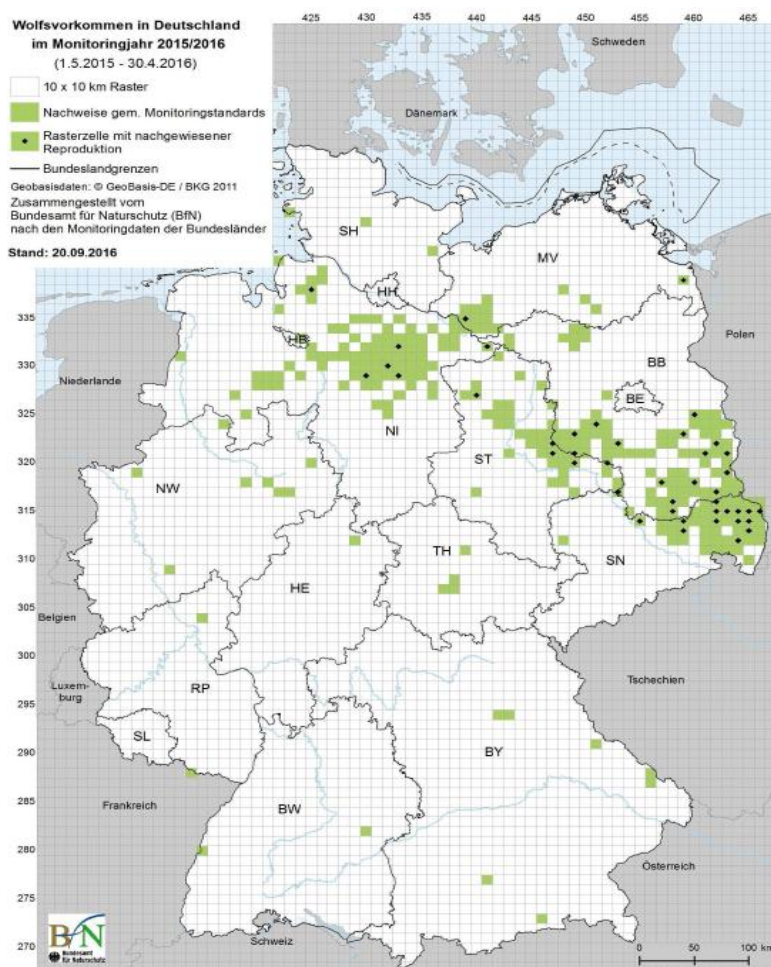 Wolfsvorkommen in Deutschland
im Monitoringjahr 2015/2016
(1.5.2015 - 30.4.2016)
10 x 10 km Raster
Nachweise gem. Monitoringstandards
Rasterzelle mit nachgewiesener
Reproduktion
Bundeslandgrenzen
Geobasisdaten: © GeoBasis-DE / BKG 2011
Zusammengestellt vom
Bundesamt für Naturschutz (BfN)
nach den Monitoringdaten der Bundesländer
Stand: 20.09.2016
425 430 435 440 445 450 455 460 465
Schweden
Dänemark
SH
MV
HH
335
Polen
HB
330
BB
Niederlande
BE
325
NI
320
ST
NW
315
SN
310
TH
HE
305
Belgien
300
Luxem-
burg
RP
Tschechien
295
SL
BY
290
285
Frankreich
BW
280
Österreich
275
BfN
Bundesamt
für Naturschutz
Schweiz
270
0 25 50 100 km